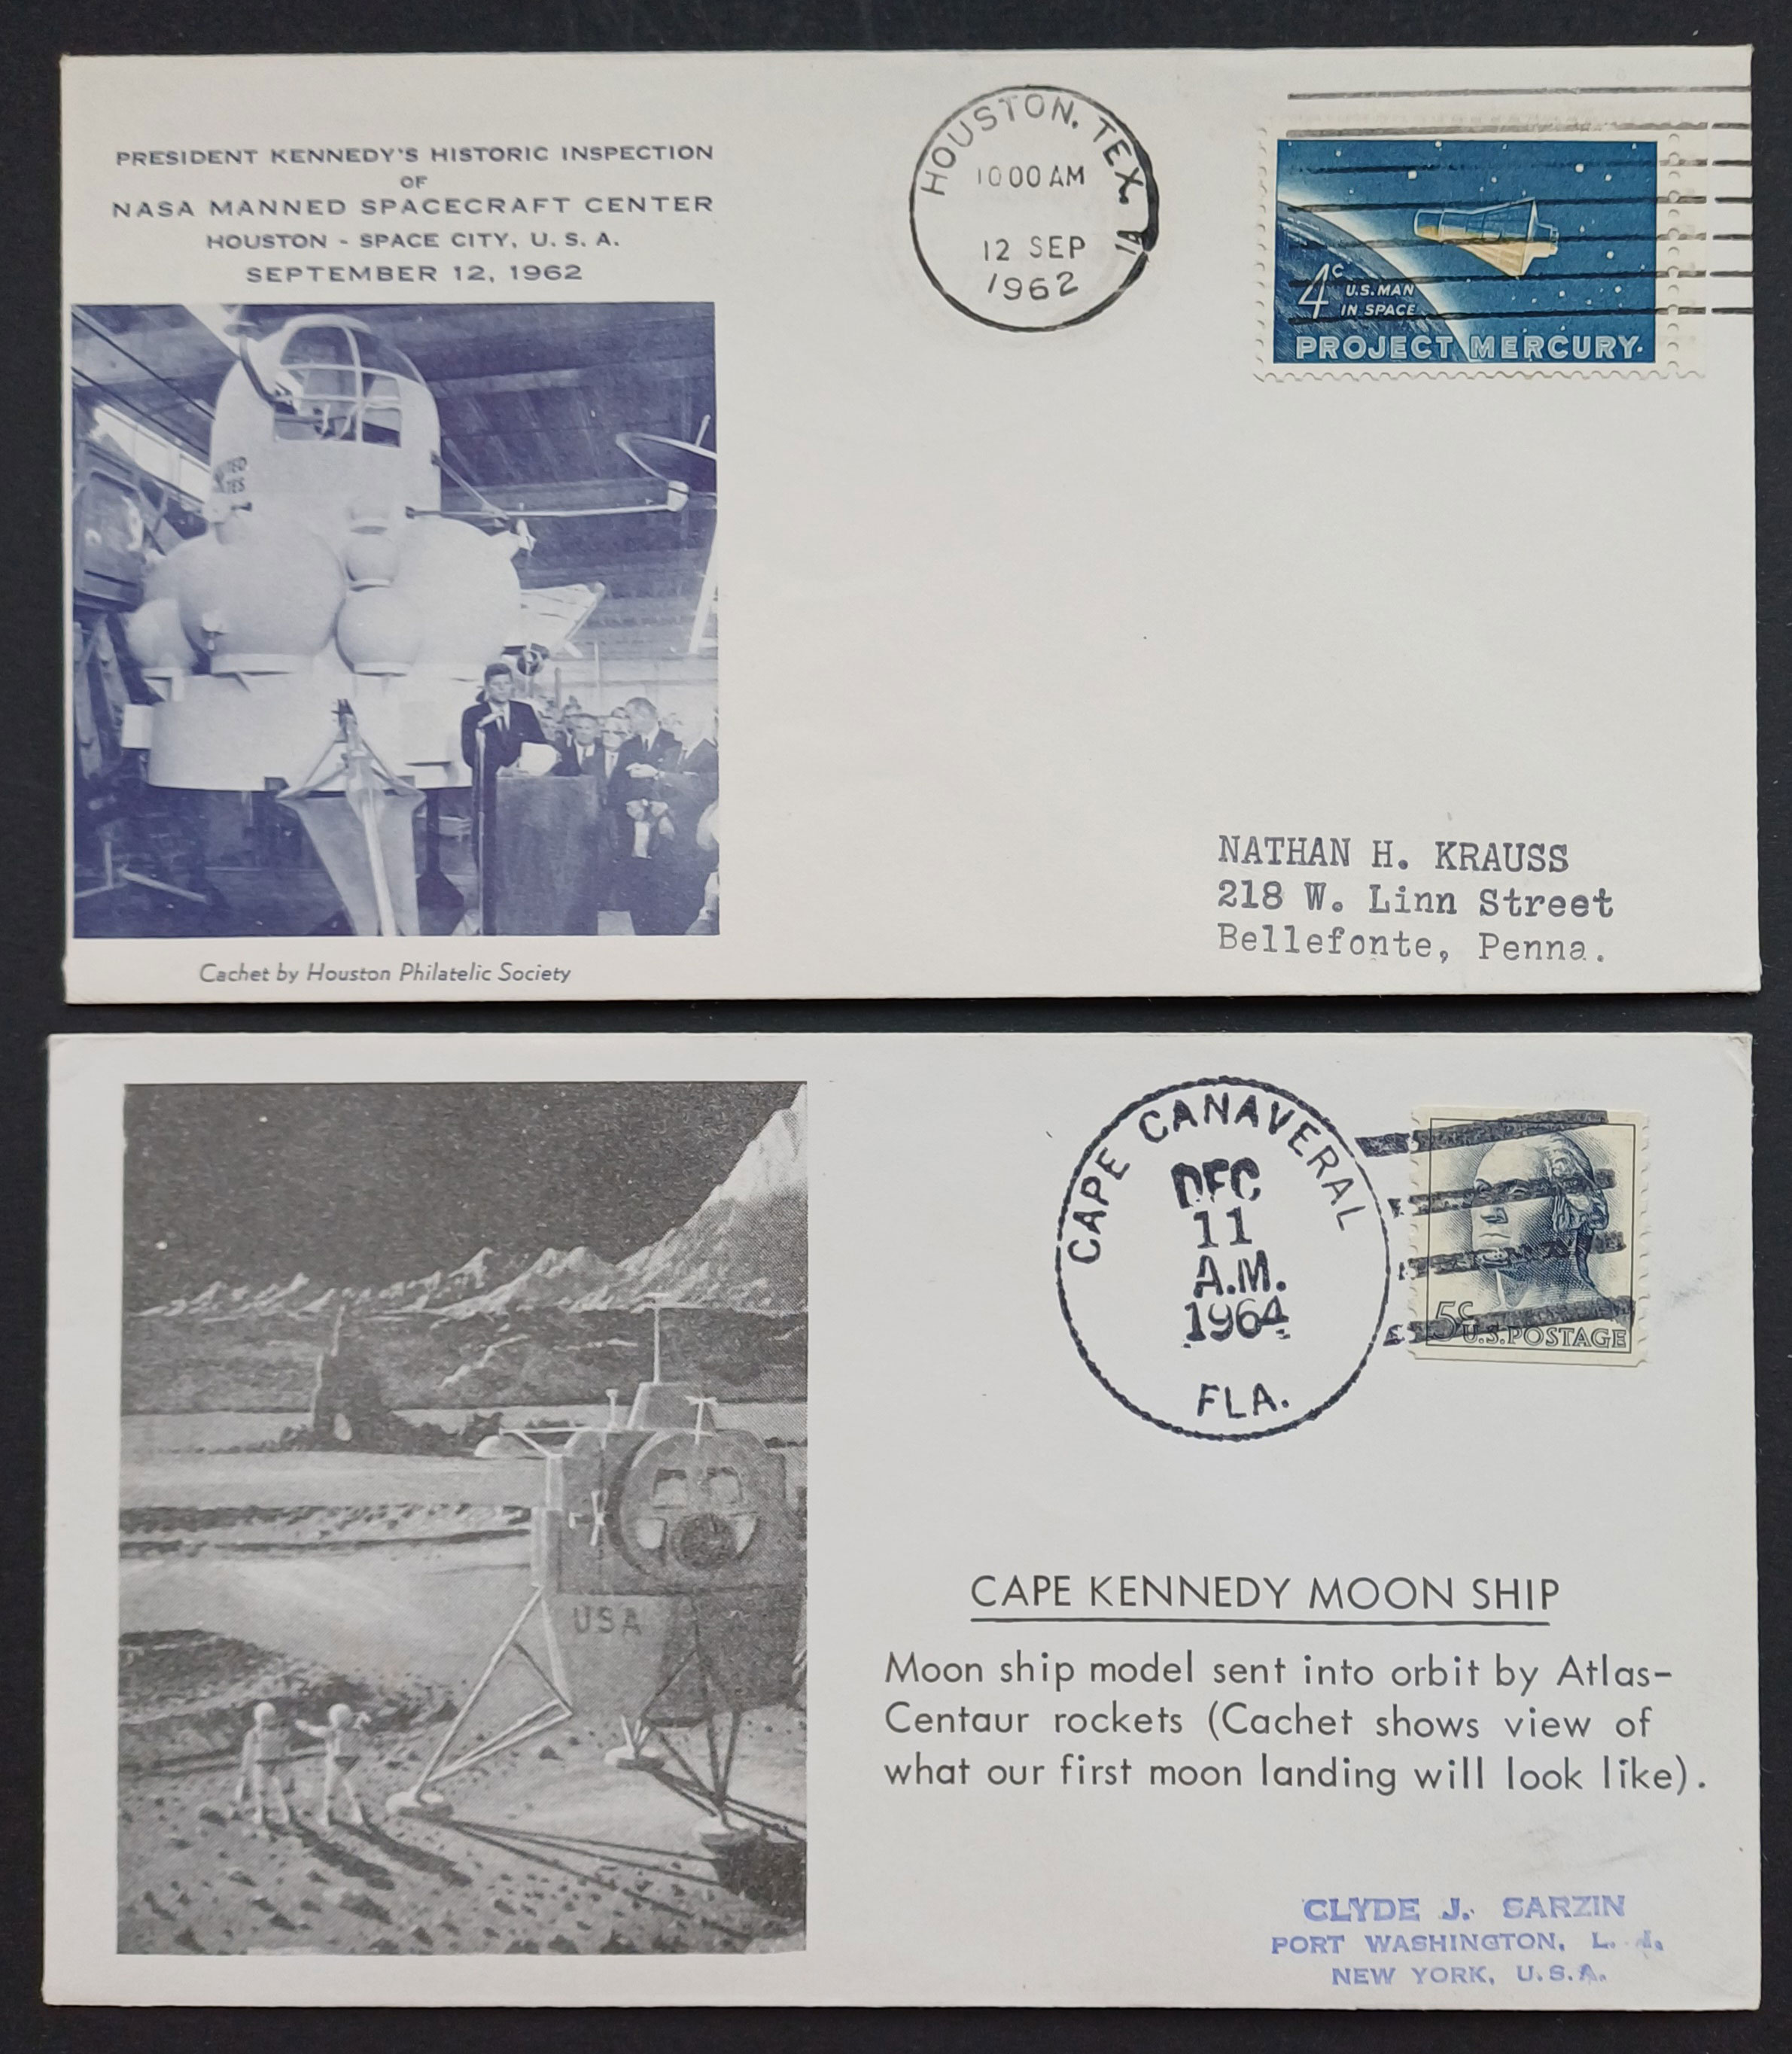 PRESIDENT KENNEDY'S HISTORIC INSPECTION
OF
NASA MANNED SPACECRAFT CENTER
HOUSTON - SPACE CITY, U. S. A.
SEPTEMBER 12, 1962
TED
TES
Cachet by Houston Philatelic Society
HOUSTON, TEX.
10 00 AM
12 SEP
1962
4c
U.S. MAN
IN SPACE
PROJECT MERCURY
NATHAN H. KRAUSS
218 W. Linn Street
Bellefonte, Penna.
USA
CAPE CANAVERAL
DEC
11
A.M.
1964
FLA.
5c
U.S. POSTAGE
CAPE KENNEDY MOON SHIP
Moon ship model sent into orbit by Atlas-
Centaur rockets (Cachet shows view of
what our first moon landing will look like).
CLYDE J. SARZIN
PORT WASHINGTON, L.
NEW YORK, U.S.A.